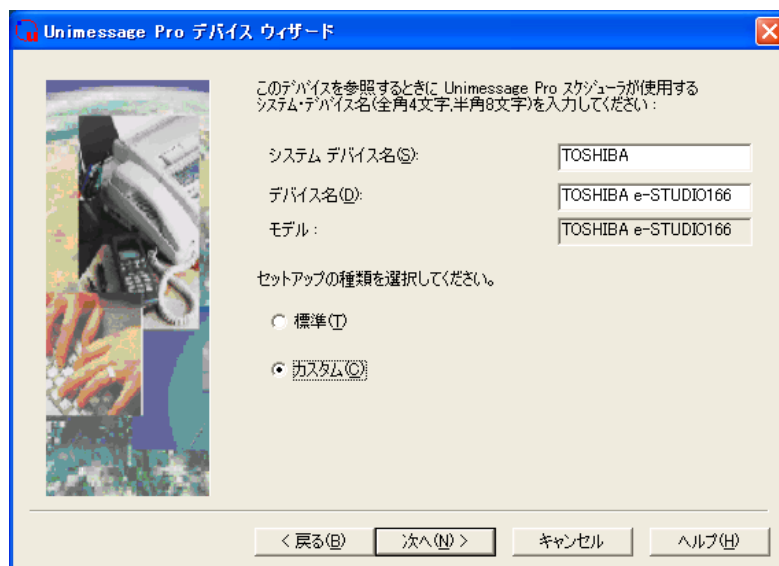 Unimessage Pro デバイス ウィザード
このデバイスを参照するときに Unimessage Pro スケジューラが使用する
システム・デバイス名(全角4文字,半角8文字)を入力してください:
システム デバイス名(S): TOSHIBA
デバイス名(D): TOSHIBA e-STUDIO166
モデル : TOSHIBA e-STUDIO166
セットアップの種類を選択してください。
標準(T)
カスタム(C)
< 戻る(B) 次へ(N) > キャンセル ヘルプ(H)